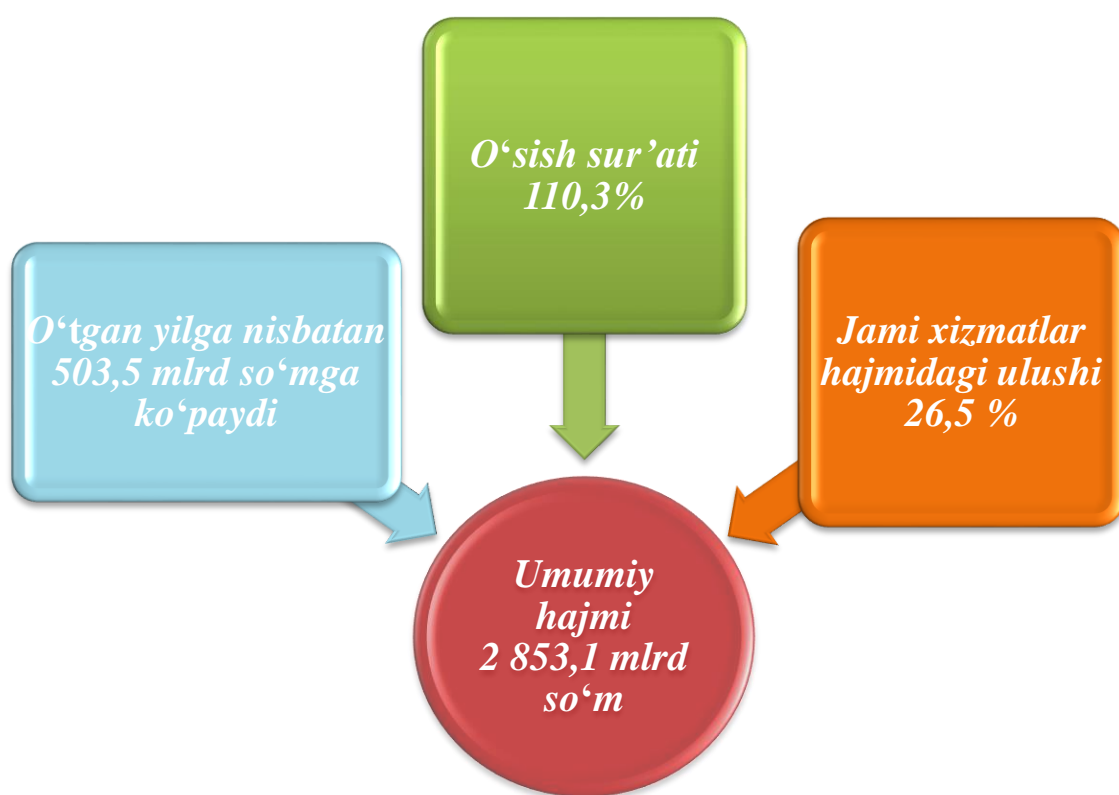 O‘sish sur’ati
110,3%
O‘tgan yilga nisbatan
503,5 mlrd so‘mga
ko‘paydi
Jami xizmatlar
hajmidagi ulushi
26,5 %
Umumiy
hajmi
2 853,1 mlrd
so‘m